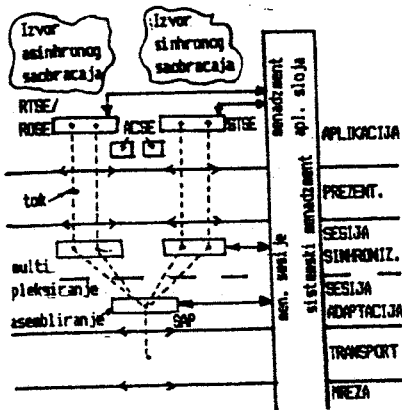 Izvor
asinhronog
saobracaja
Izvor
sinhronog
saobracaja
RTSE/
ROSE
ACSE
STSE
menadzment
apl. sloja
APLIKACIJA
tok
PREZENT.
men. sesije
sistemski menadzment
SESIJA
SINHRONIZ.
multi
pleksiranje
SESIJA
ADAPTACIJA
asembliranje
SAP
TRANSPORT
MREZA